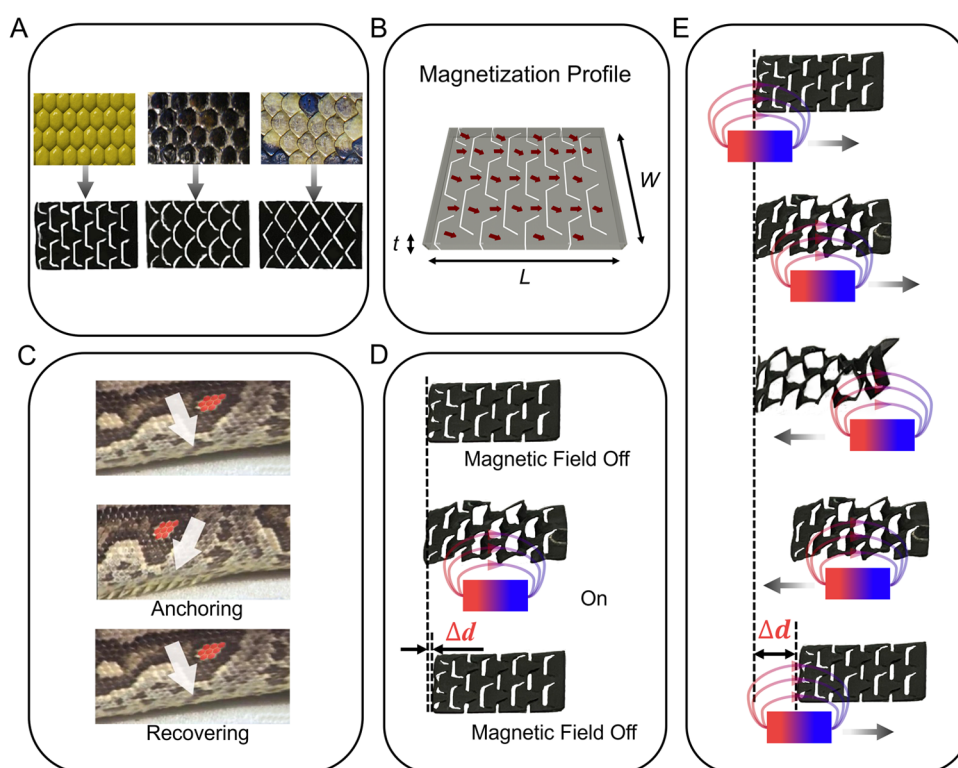 A
B
Magnetization Profile
t
L
W
C
Anchoring
Recovering
D
Magnetic Field Off
On
Δd
Magnetic Field Off
E
Δd